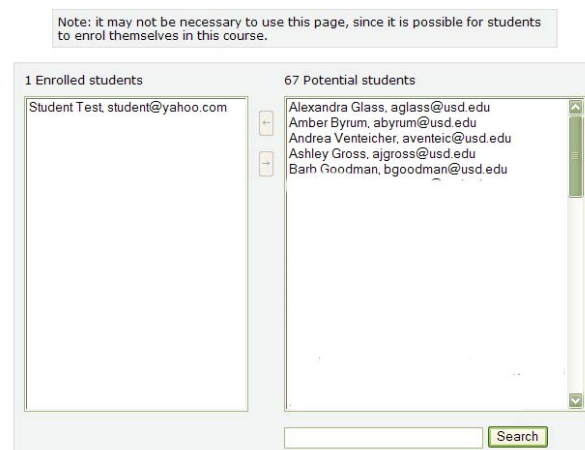 Note: it may not be necessary to use this page, since it is possible for students
to enrol themselves in this course.
1 Enrolled students
67 Potential students
Student Test, student@yahoo.com
←
→
Alexandra Glass, aglass@usd.edu
Amber Byrum, abyrum@usd.edu
Andrea Venteicher, aventeic@usd.edu
Ashley Gross, ajgross@usd.edu
Barb Goodman, bgoodman@usd.edu
Search